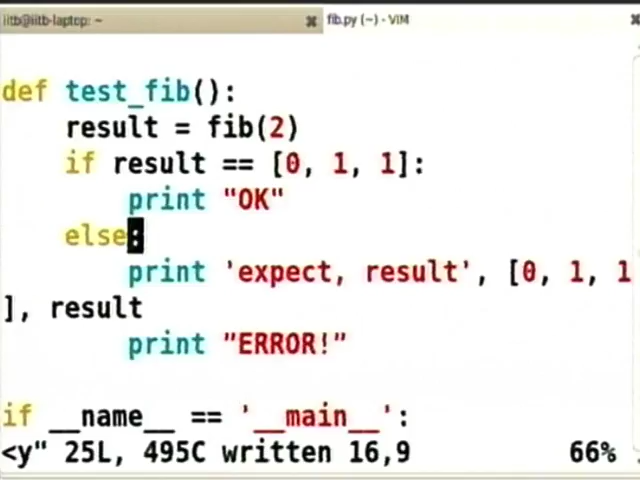 iitb@iitb-laptop: ~
fib.py (~) - VIM
def test_fib():
    result = fib(2)
    if result == [0, 1, 1]:
        print "OK"
    else:
        print 'expect, result', [0, 1, 1
], result
        print "ERROR!"
if __name__ == '__main__':
<y" 25L, 495C written 16,9 66%